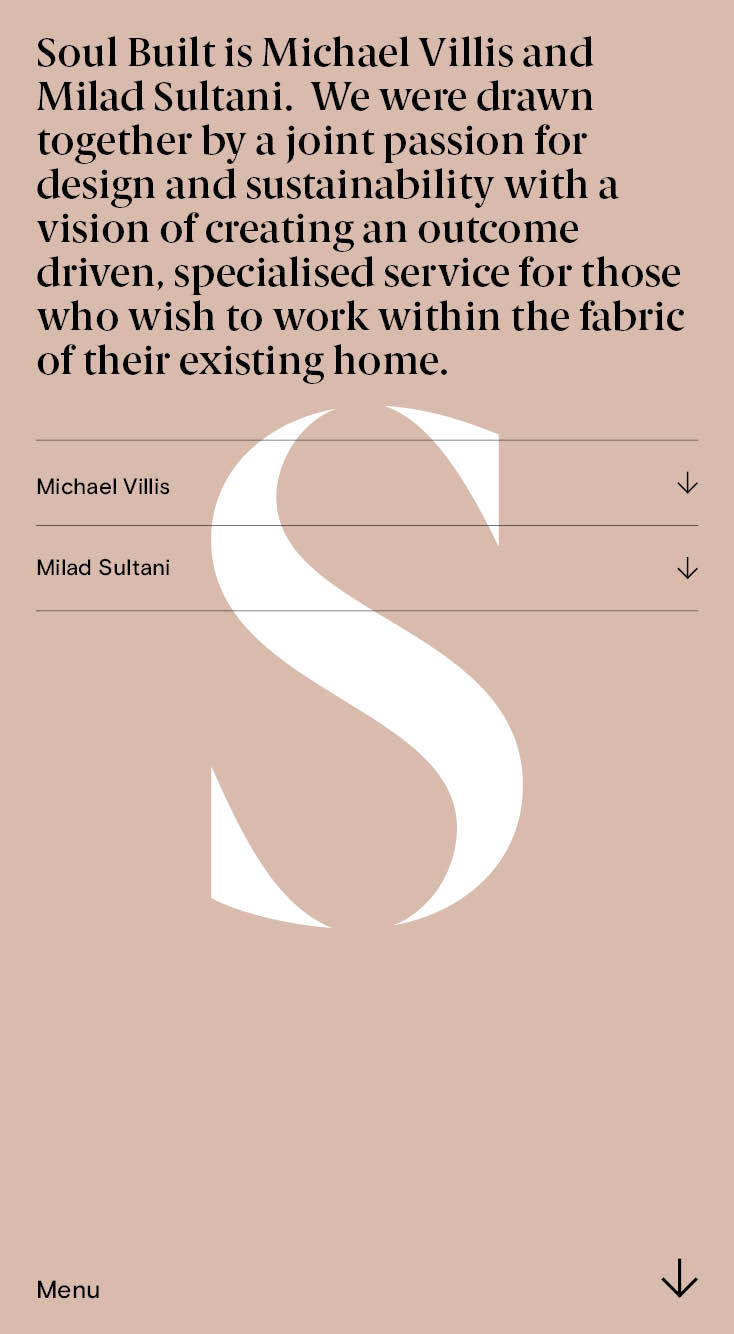 Soul Built is Michael Villis and
Milad Sultani.  We were drawn
together by a joint passion for
design and sustainability with a
vision of creating an outcome
driven, specialised service for those
who wish to work within the fabric
of their existing home.
S
Michael Villis
Milad Sultani
Menu